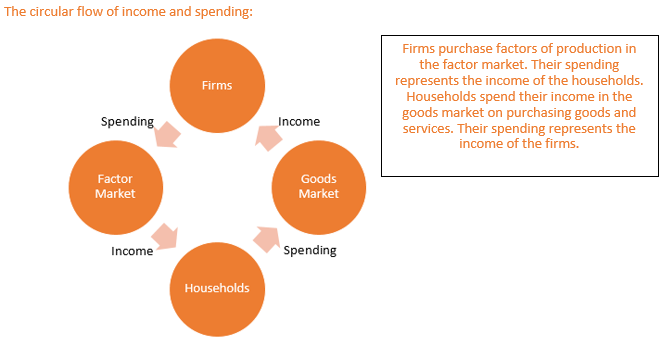 The circular flow of income and spending:
Firms purchase factors of production in
the factor market. Their spending
represents the income of the households.
Households spend their income in the
goods market on purchasing goods and
services. Their spending represents the
income of the firms.
Firms
Spending
Income
Factor
Market
Goods
Market
Income
Spending
Households